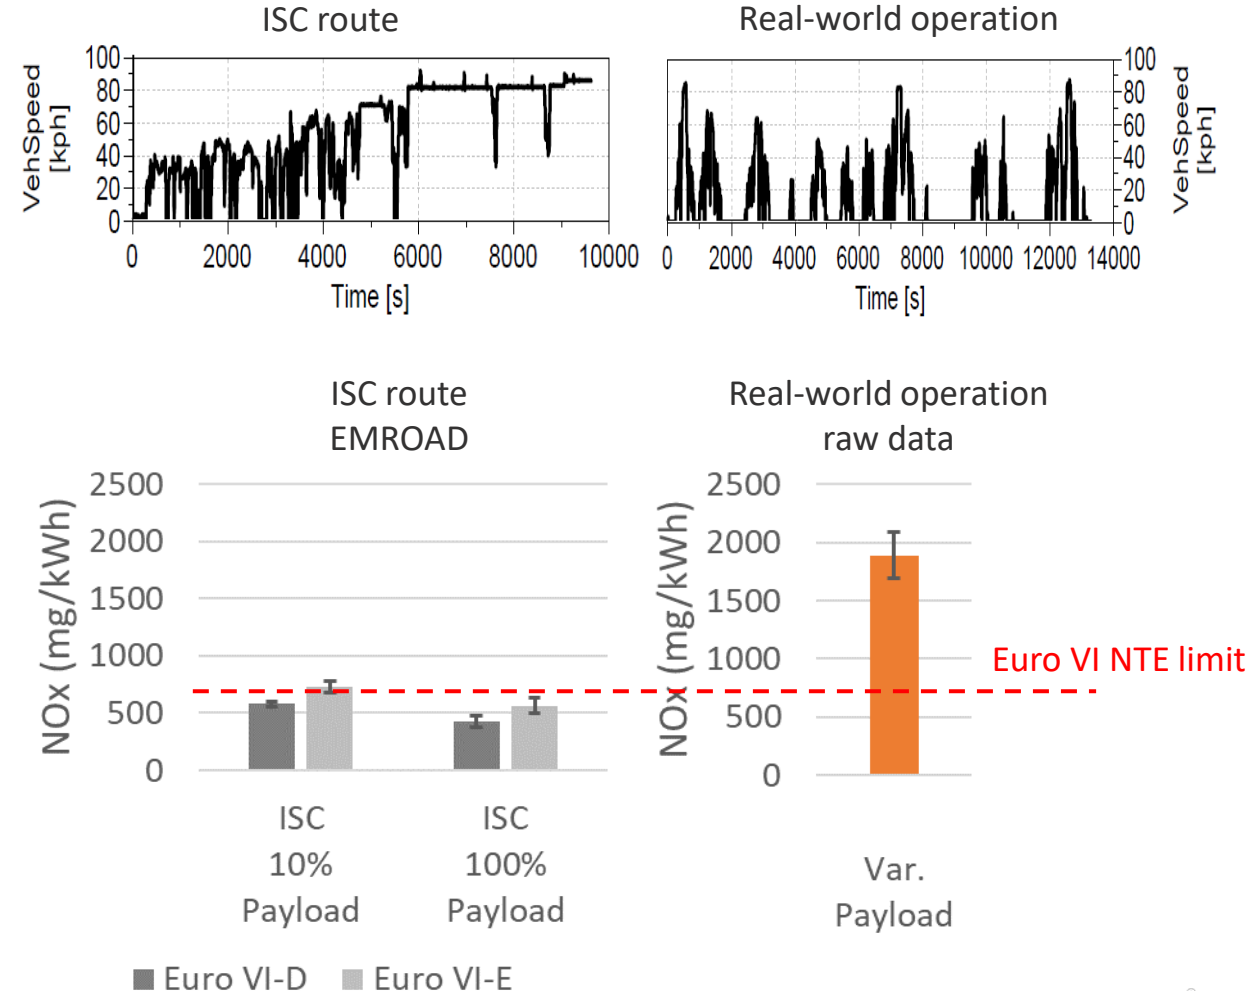 ISC route
Real-world operation
VehSpeed
[kph]
100
80
60
40
20
0
0 2000 4000 6000 8000 10000
Time [s]
100
80
60
40
20
0
VehSpeed
[kph]
0 2000 4000 6000 8000 10000 12000 14000
Time [s]
ISC route
EMROAD
Real-world operation
raw data
NOx (mg/kWh)
2500
2000
1500
1000
500
0
NOx (mg/kWh)
2500
2000
1500
1000
500
0
Euro VI NTE limit
ISC
10%
Payload
ISC
100%
Payload
Var.
Payload
Euro VI-D Euro VI-E